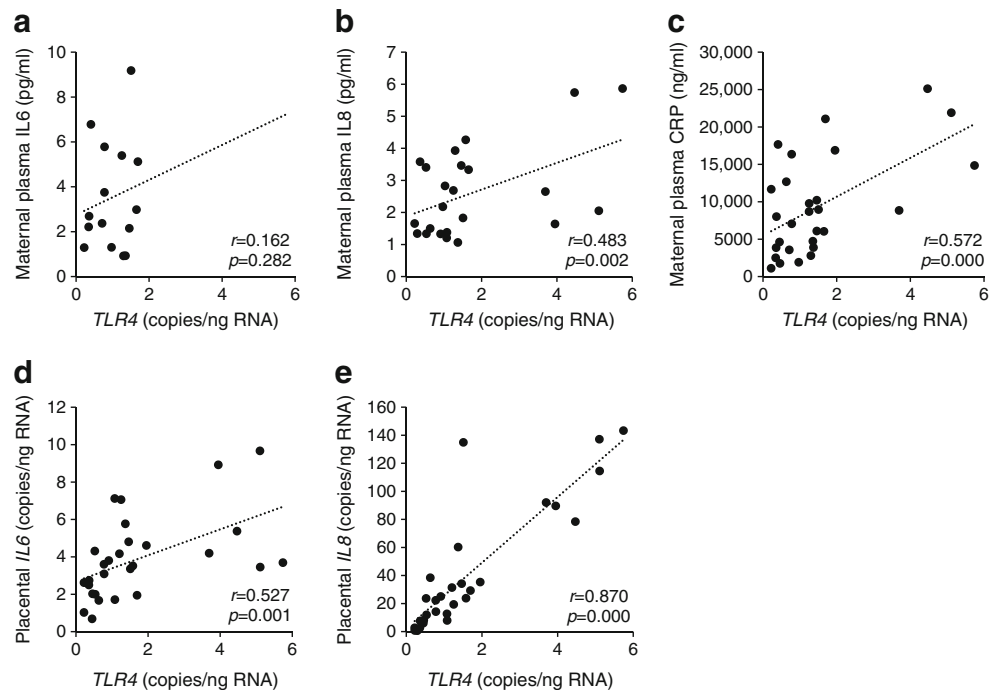 a
Maternal plasma IL6 (pg/ml)
10
8
6
4
2
0
0 2 4 6
r=0.162
p=0.282
TLR4 (copies/ng RNA)
b
Maternal plasma IL8 (pg/ml)
7
6
5
4
3
2
1
0
0 2 4 6
r=0.483
p=0.002
TLR4 (copies/ng RNA)
c
Maternal plasma CRP (ng/ml)
30,000
25,000
20,000
15,000
10,000
5000
0
0 2 4 6
r=0.572
p=0.000
TLR4 (copies/ng RNA)
d
Placental IL6 (copies/ng RNA)
12
10
8
6
4
2
0
0 2 4 6
r=0.527
p=0.001
TLR4 (copies/ng RNA)
e
Placental IL8 (copies/ng RNA)
160
140
120
100
80
60
40
20
0
0 2 4 6
r=0.870
p=0.000
TLR4 (copies/ng RNA)